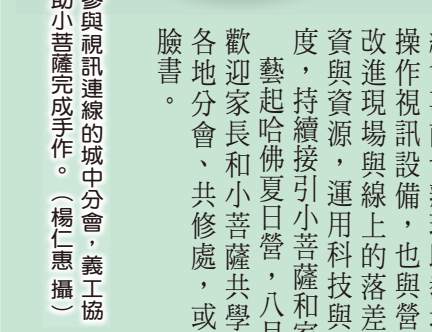 操作視訊設備，也與營
改進現場與線上的落差
資與資源，運用科技與
度，持續接引小菩薩和
藝起哈佛夏日營，八
歡迎家長和小菩薩共學
各地分會、共修處，或
臉書。
參與視訊連線的城中分會，義工協
助小菩薩完成手作。（楊仁惠 攝）